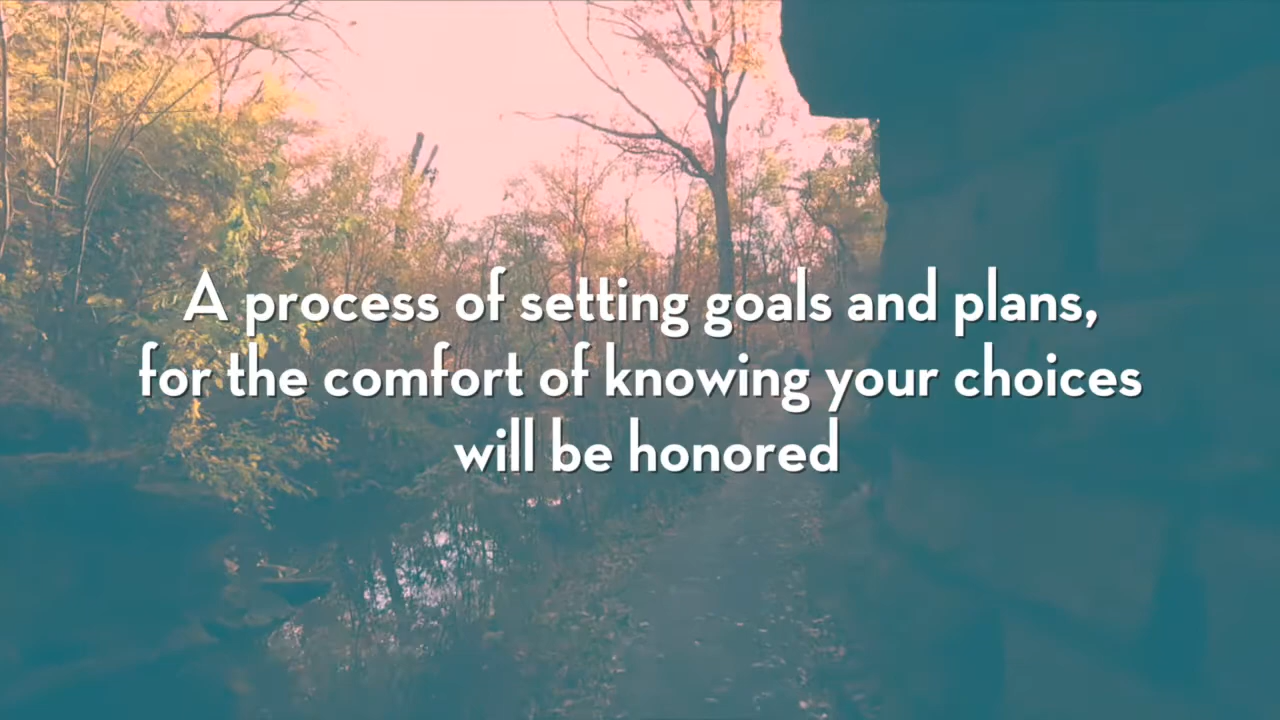 A process of setting goals and plans,
for the comfort of knowing your choices
will be honored